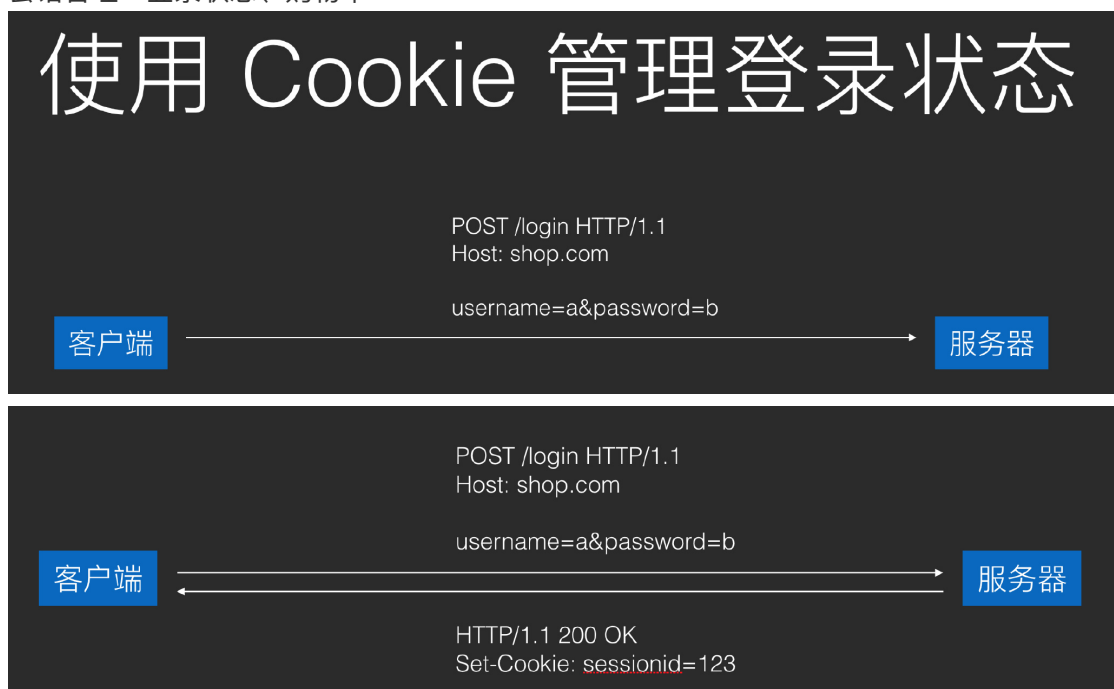 使用 Cookie 管理登录状态
POST /login HTTP/1.1
Host: shop.com
username=a&password=b
客户端
服务器
POST /login HTTP/1.1
Host: shop.com
username=a&password=b
客户端
服务器
HTTP/1.1 200 OK
Set-Cookie: sessionid=123